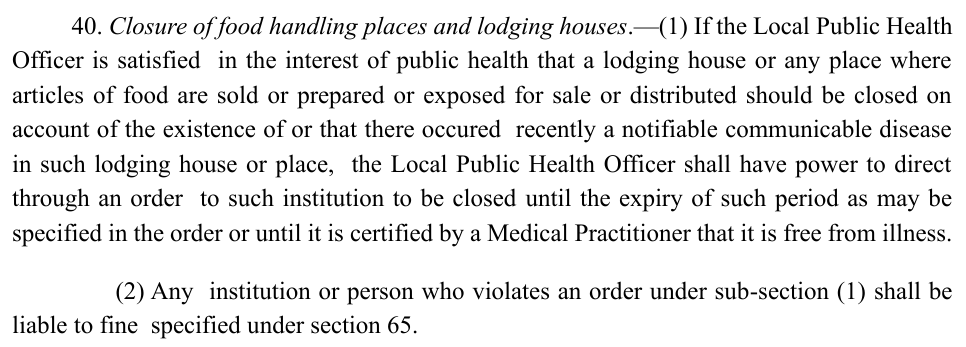 40. Closure of food handling places and lodging houses.—(1) If the Local Public Health
Officer is satisfied in the interest of public health that a lodging house or any place where
articles of food are sold or prepared or exposed for sale or distributed should be closed on
account of the existence of or that there occured recently a notifiable communicable disease
in such lodging house or place, the Local Public Health Officer shall have power to direct
through an order to such institution to be closed until the expiry of such period as may be
specified in the order or until it is certified by a Medical Practitioner that it is free from illness.
(2) Any institution or person who violates an order under sub-section (1) shall be
liable to fine specified under section 65.